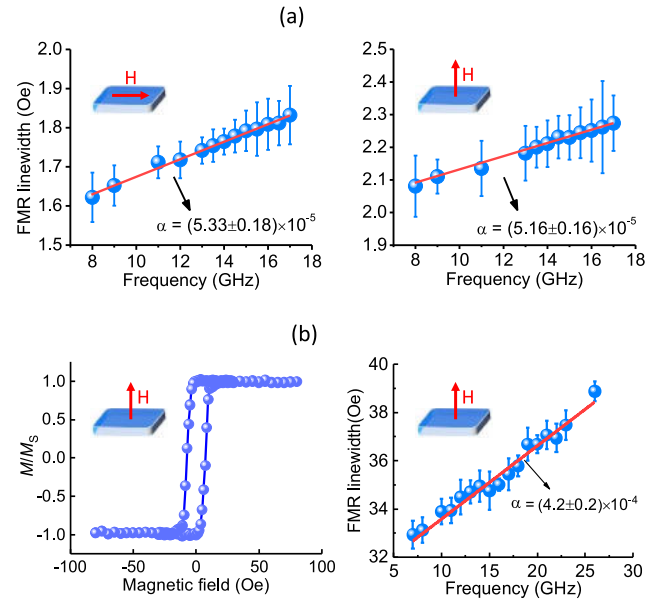 (a)
2.0
1.9
1.8
1.7
1.6
1.5
FMR linewidth (Oe)
H
α = (5.33±0.18)×10-5
8 10 12 14 16 18
Frequency (GHz)
2.5
2.4
2.3
2.2
2.1
2.0
1.9
H
α = (5.16±0.16)×10-5
8 10 12 14 16 18
Frequency (GHz)
(b)
1.0
0.5
0.0
-0.5
-1.0
M/MS
H
-100 -50 0 50 100
Magnetic field (Oe)
40
38
36
34
32
FMR linewidth(Oe)
H
α = (4.2±0.2)×10-4
5 10 15 20 25 30
Frequency (GHz)